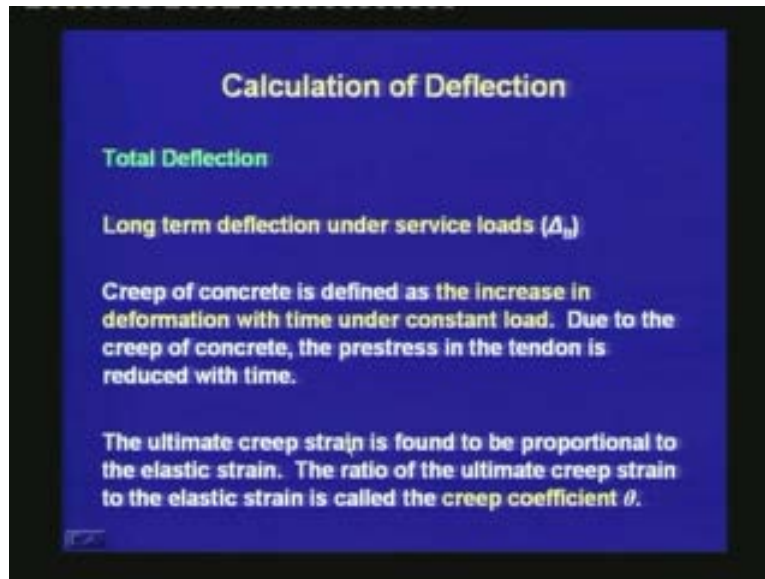 Calculation of Deflection
Total Deflection
Long term deflection under service loads (Δlt)
Creep of concrete is defined as the increase in
deformation with time under constant load. Due to the
creep of concrete, the prestress in the tendon is
reduced with time.
The ultimate creep strain is found to be proportional to
the elastic strain. The ratio of the ultimate creep strain
to the elastic strain is called the creep coefficient θ.